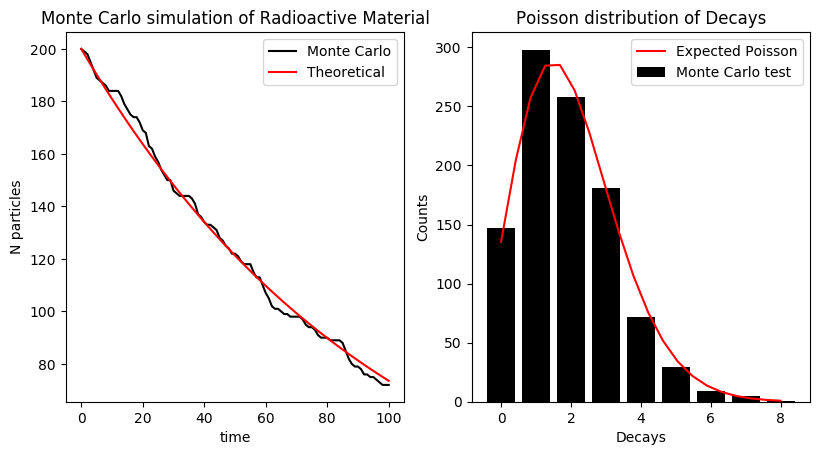 Monte Carlo simulation of Radioactive Material
200
180
160
140
120
100
80
N particles
0
20
40
60
80
100
time
Monte Carlo
Theoretical
Poisson distribution of Decays
300
250
200
150
100
50
0
Counts
0
2
4
6
8
Decays
Expected Poisson
Monte Carlo test